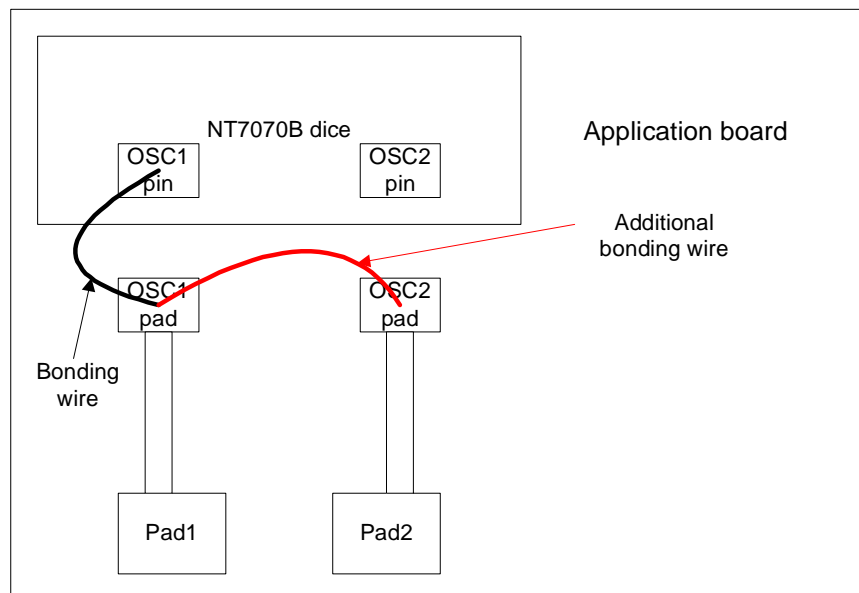 NT7070B dice
OSC1
pin
OSC2
pin
Application board
Additional
bonding wire
OSC1
pad
OSC2
pad
Bonding
wire
Pad1
Pad2